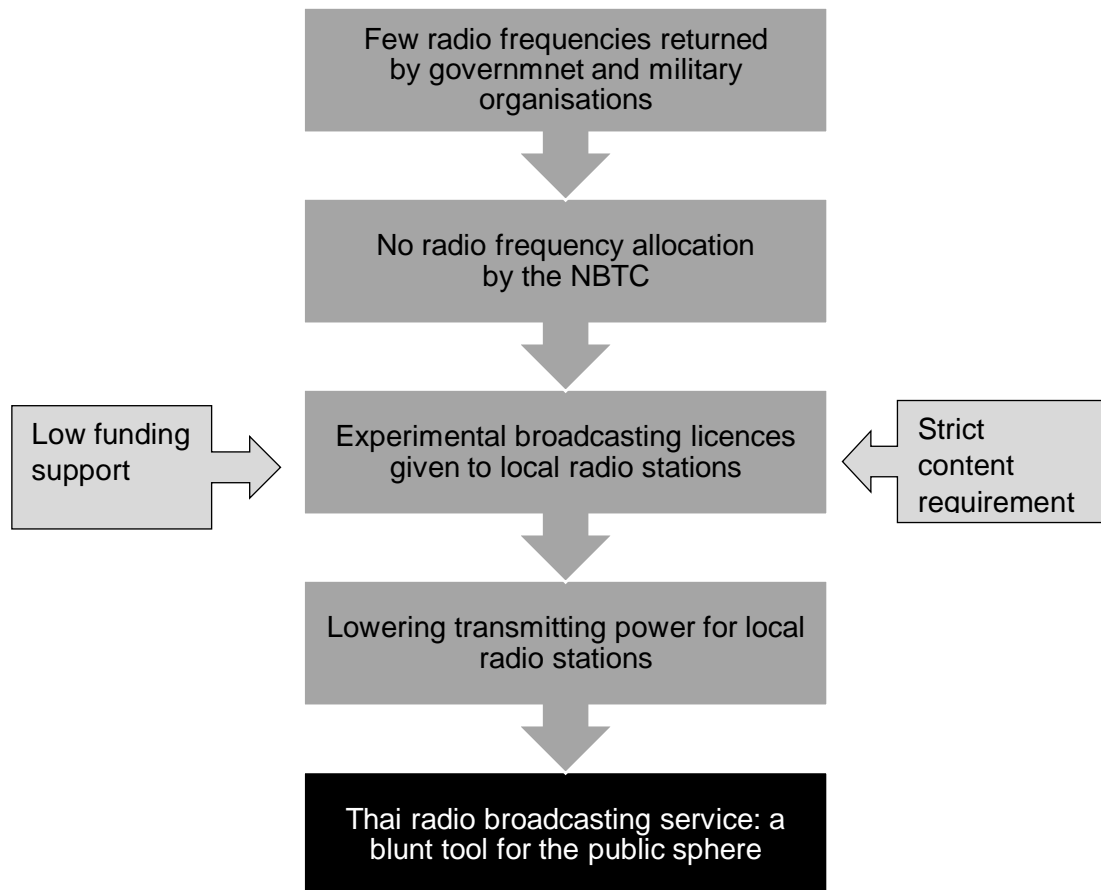 Few radio frequencies returned
by governmnet and military
organisations
No radio frequency allocation
by the NBTC
Low funding
support
Experimental broadcasting licences
given to local radio stations
Strict
content
requirement
Lowering transmitting power for local
radio stations
Thai radio broadcasting service: a
blunt tool for the public sphere